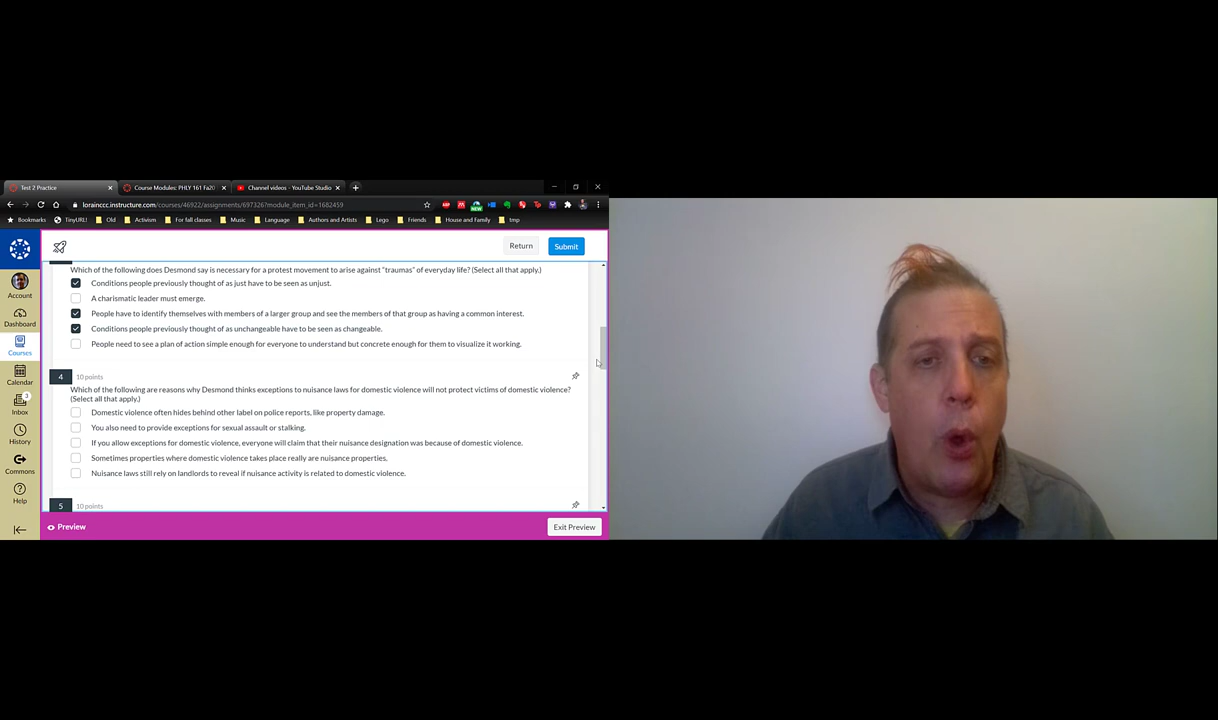 Test 2 Practice
Course Modules: PHLY 161 Fa20
Channel videos - YouTube Studio
lorainccc.instructure.com/courses/46922/assignments/697326?module_item_id=1682459
Bookmarks TinyURL! Old Activism For fall classes Music Language Authors and Artists Lego Friends House and Family tmp
Return
Submit
Account
Dashboard
Courses
Calendar
Inbox
History
Commons
Help
Which of the following does Desmond say is necessary for a protest movement to arise against "traumas" of everyday life? (Select all that apply.)
Conditions people previously thought of as just have to be seen as unjust.
A charismatic leader must emerge.
People have to identify themselves with members of a larger group and see the members of that group as having a common interest.
Conditions people previously thought of as unchangeable have to be seen as changeable.
People need to see a plan of action simple enough for everyone to understand but concrete enough for them to visualize it working.
4 10 points
Which of the following are reasons why Desmond thinks exceptions to nuisance laws for domestic violence will not protect victims of domestic violence?
(Select all that apply.)
Domestic violence often hides behind other label on police reports, like property damage.
You also need to provide exceptions for sexual assault or stalking.
If you allow exceptions for domestic violence, everyone will claim that their nuisance designation was because of domestic violence.
Sometimes properties where domestic violence takes place really are nuisance properties.
Nuisance laws still rely on landlords to reveal if nuisance activity is related to domestic violence.
5 10 points
Preview
Exit Preview